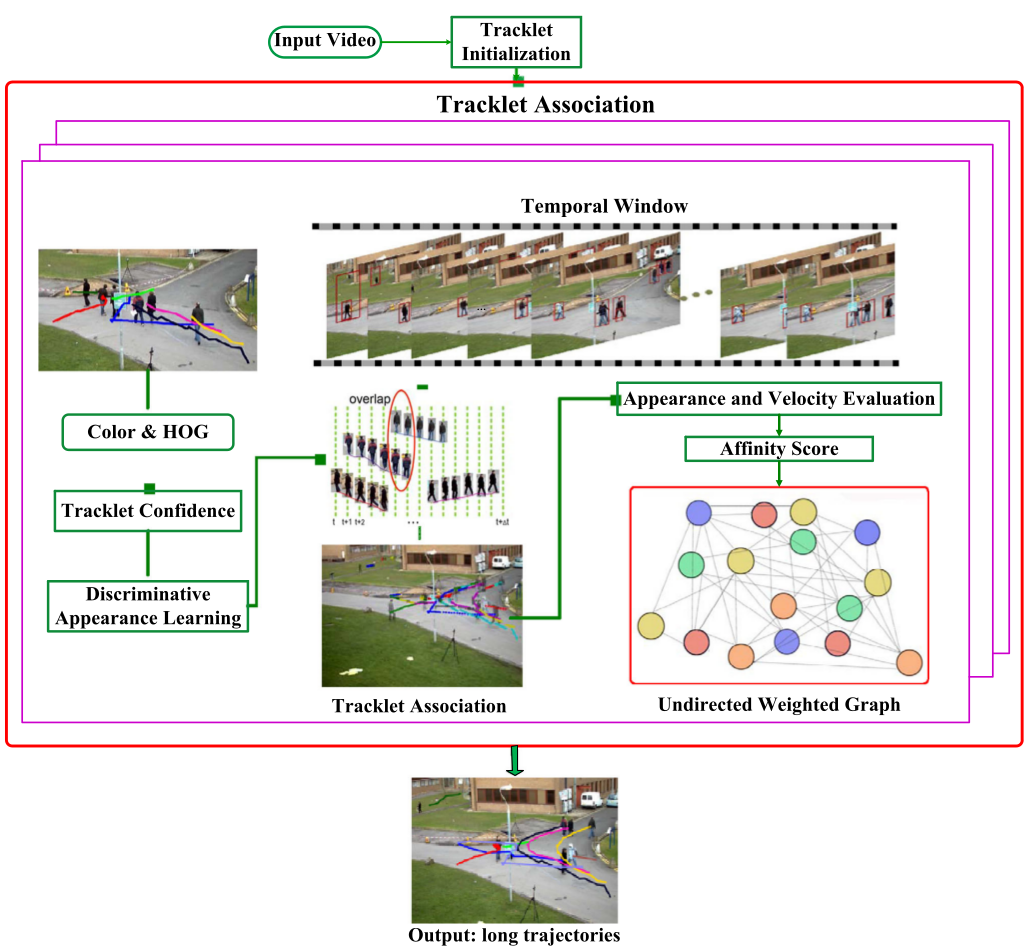 Input Video
Tracklet
Initialization
Tracklet Association
Temporal Window
...
overlap
Color & HOG
Tracklet Confidence
Discriminative
Appearance Learning
t t+1 t+2 ... t+Δt
Appearance and Velocity Evaluation
Affinity Score
Tracklet Association
Undirected Weighted Graph
Output: long trajectories